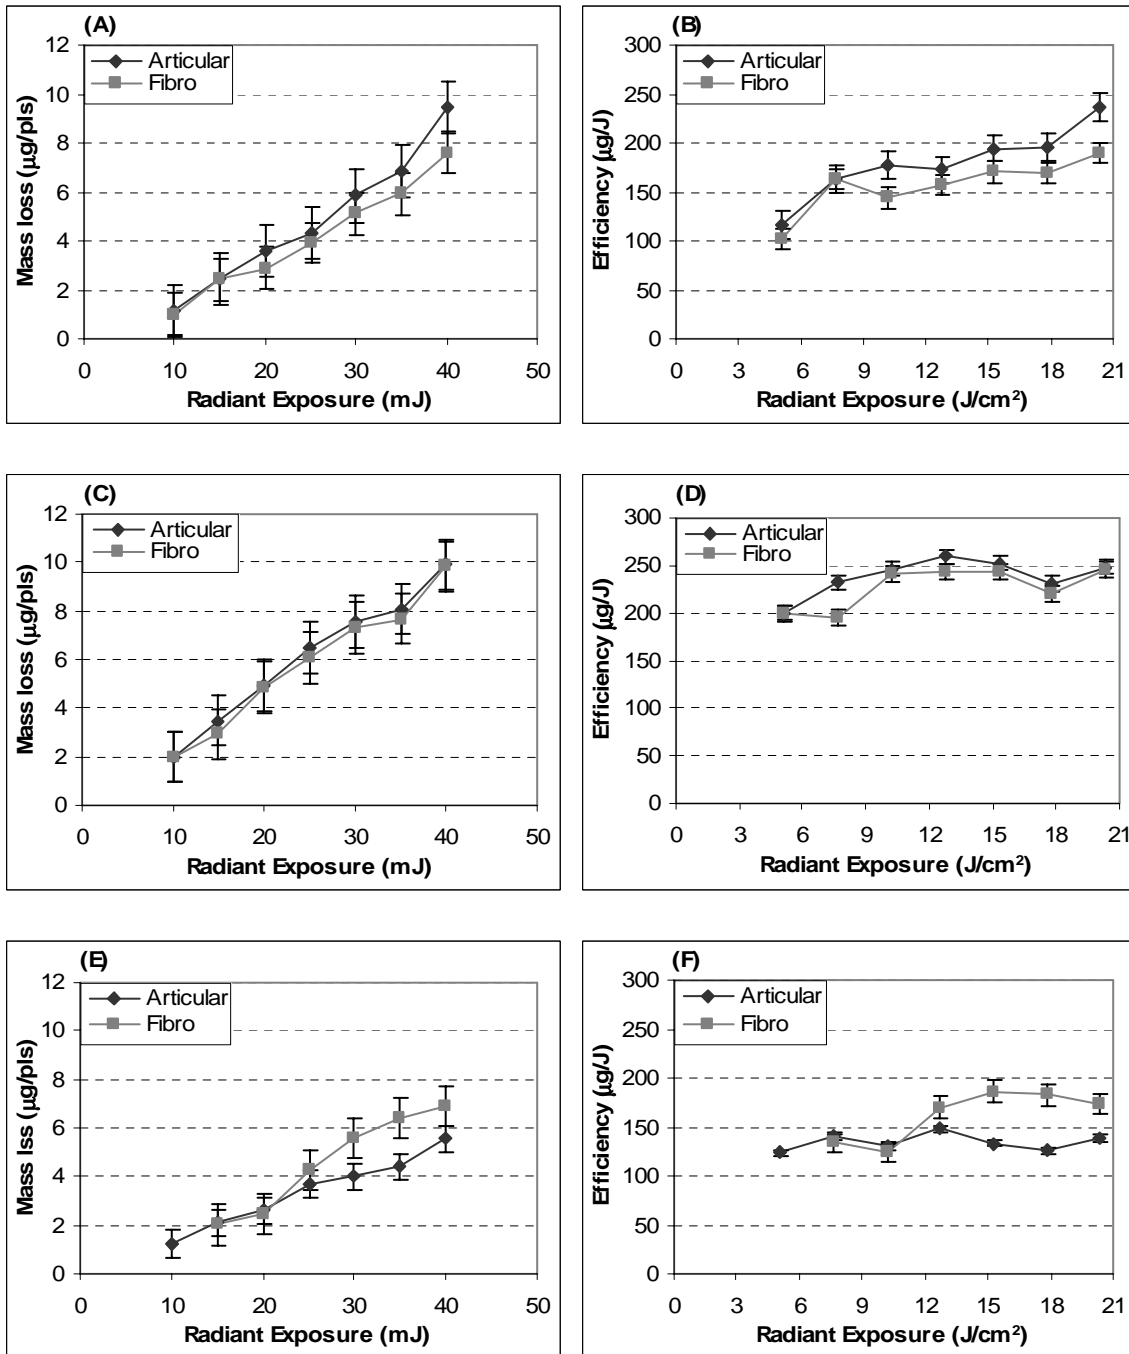 (A)
12
10
8
6
4
2
0
Articular
Fibro
Mass loss (µg/pls)
0 10 20 30 40 50
Radiant Exposure (mJ)
(B)
300
250
200
150
100
50
0
Articular
Fibro
Efficiency (µg/J)
0 3 6 9 12 15 18 21
Radiant Exposure (J/cm²)
(C)
12
10
8
6
4
2
0
Articular
Fibro
Mass loss (µg/pls)
0 10 20 30 40 50
Radiant Exposure (mJ)
(D)
300
250
200
150
100
50
0
Articular
Fibro
Efficiency (µg/J)
0 3 6 9 12 15 18 21
Radiant Exposure (J/cm²)
(E)
12
10
8
6
4
2
0
Articular
Fibro
Mass lss (µg/pls)
0 10 20 30 40 50
Radiant Exposure (mJ)
(F)
300
250
200
150
100
50
0
Articular
Fibro
Efficiency (µg/J)
0 3 6 9 12 15 18 21
Radiant Exposure (J/cm²)